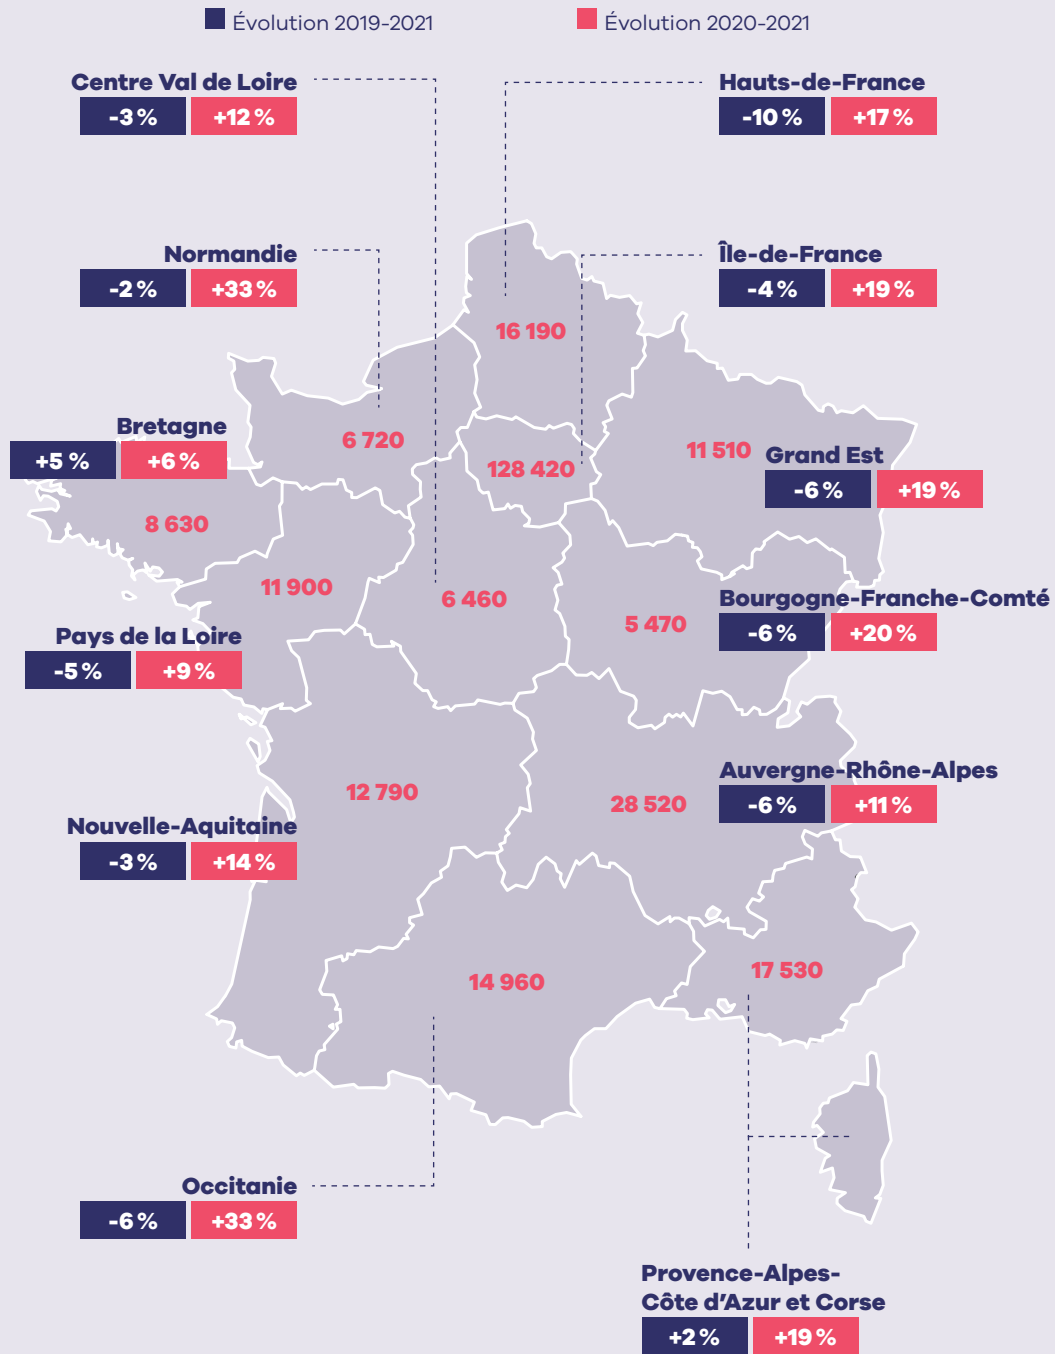 Évolution 2019-2021
Évolution 2020-2021
Centre Val de Loire
-3 %
+12 %
Hauts-de-France
-10 %
+17 %
Normandie
-2 %
+33 %
Île-de-France
-4 %
+19 %
16 190
Bretagne
+5 %
+6 %
6 720
128 420
11 510
Grand Est
-6 %
+19 %
8 630
11 900
6 460
5 470
Bourgogne-Franche-Comté
-6 %
+20 %
Pays de la Loire
-5 %
+9 %
12 790
28 520
Auvergne-Rhône-Alpes
-6 %
+11 %
Nouvelle-Aquitaine
-3 %
+14 %
14 960
17 530
Occitanie
-6 %
+33 %
Provence-Alpes-
Côte d'Azur et Corse
+2 %
+19 %